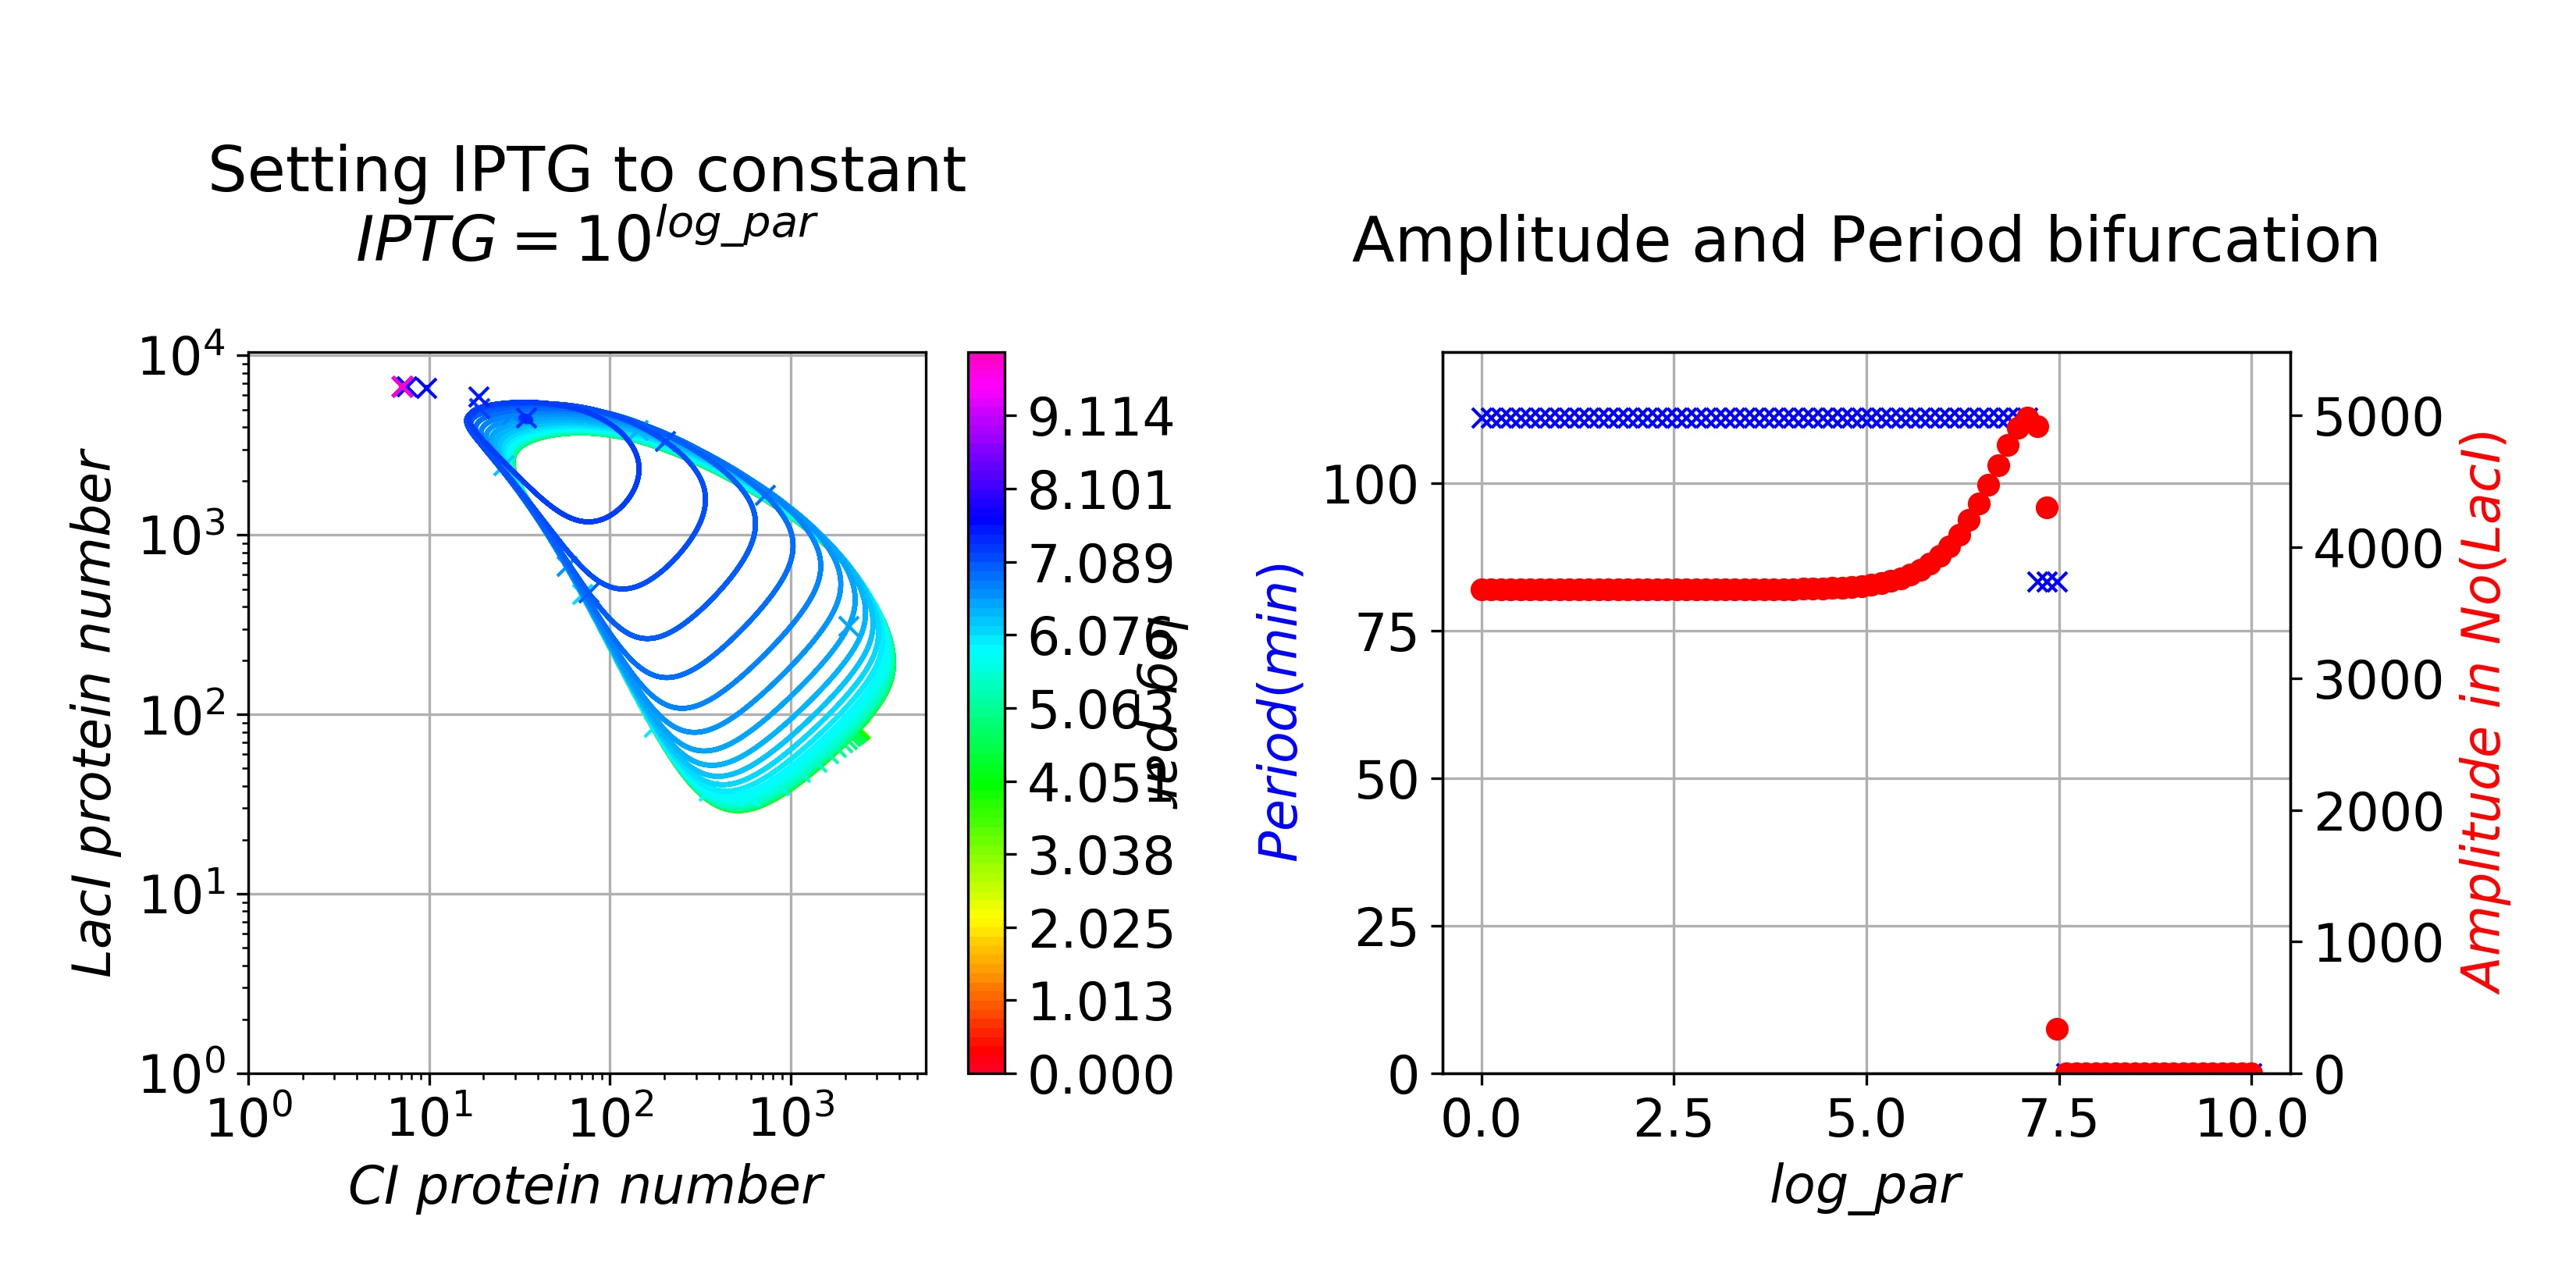 Setting IPTG to constant
IPTG = 10^log_par
LacI protein number
10^4
10^3
10^2
10^1
10^0
10^0 10^1 10^2 10^3
CI protein number
9.114
8.101
7.089
6.076
5.063
4.051
3.038
2.025
1.013
0.000
log_par
Amplitude and Period bifurcation
Period(min)
100
75
50
25
0
0.0 2.5 5.0 7.5 10.0
log_par
5000
4000
3000
2000
1000
0
Amplitude in No(LacI)